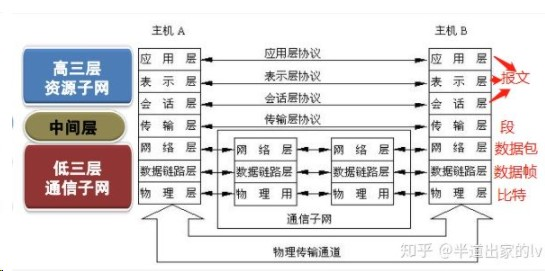 主机 A
主机 B
高三层
资源子网
中间层
低三层
通信子网
应 用 层
表 示 层
会 话 层
传 输 层
网 络 层
数据链路层
物 理 层
应用层协议
表示层协议
会话层协议
传输层协议
网 络 层
数据链路层
物 理 用
网 络 层
数据链路层
物 理 用
通信子网
应 用 层
表 示 层
会 话 层
传 输 层
网 络 层
数据链路层
物 理 层
报文
段
数据包
数据帧
比特
物理传输通道
知乎 @半道出家的lv